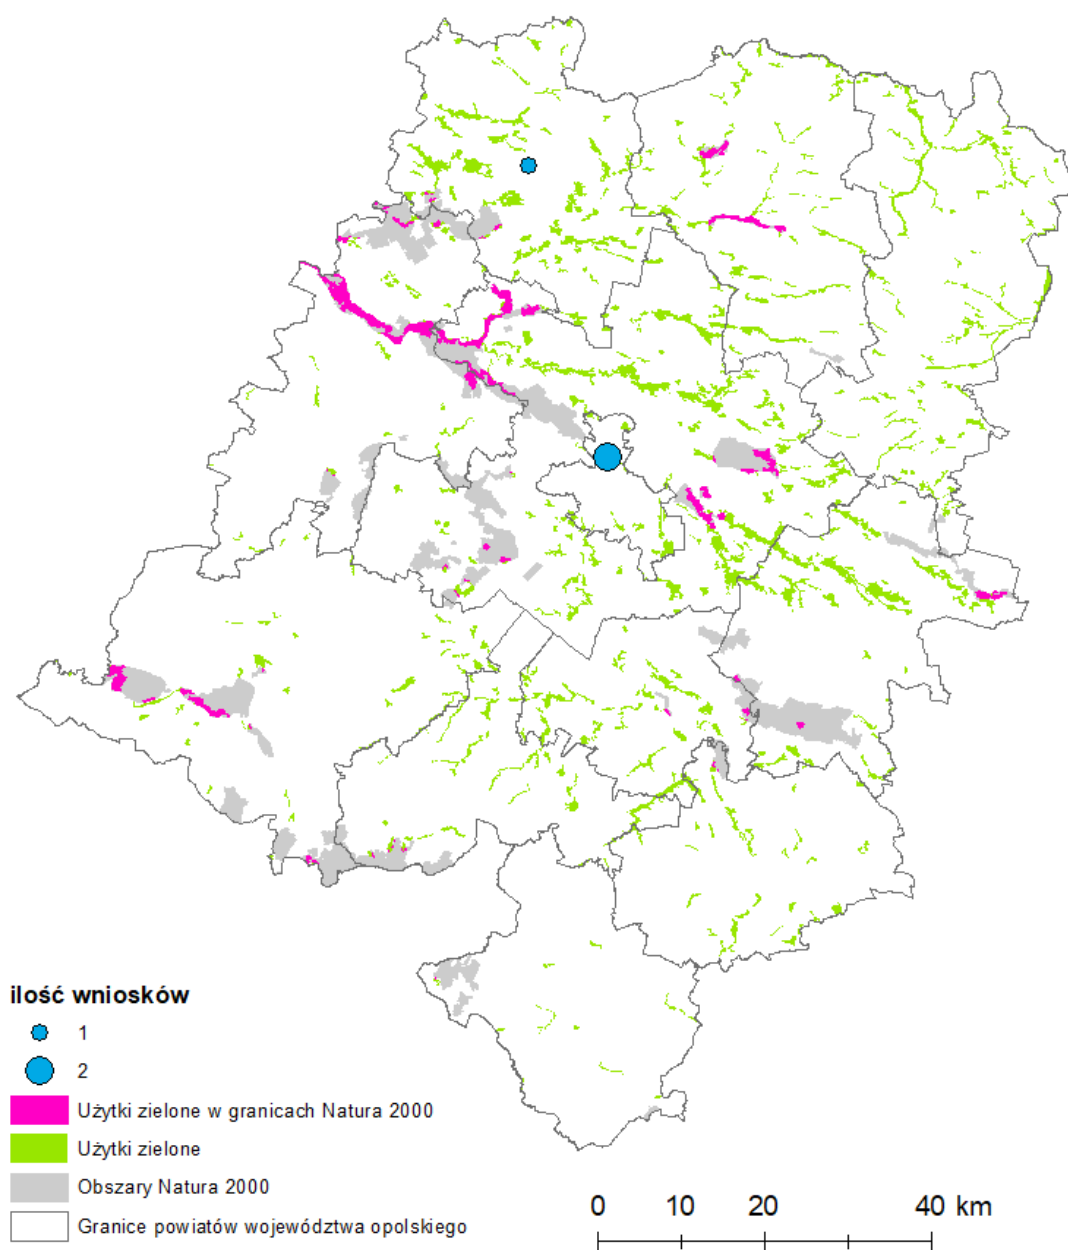 ilość wniosków
1
2
Użytki zielone w granicach Natura 2000
Użytki zielone
Obszary Natura 2000
Granice powiatów województwa opolskiego
0 10 20 40 km